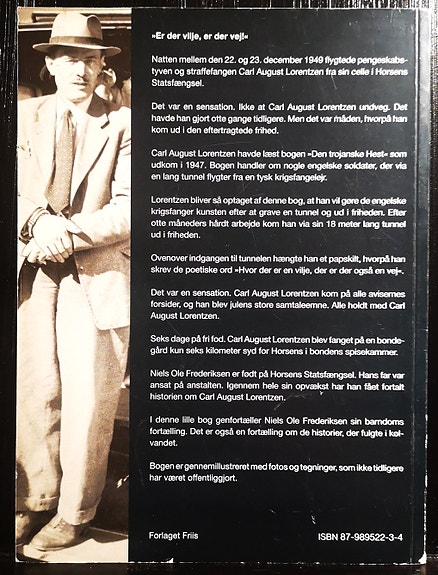 »Er der vilje, er der vej!«
Natten mellem den 22. og 23. december 1949 flygtede pengeskabs-
tyven og straffefangen Carl August Lorentzen fra sin celle i Horsens
Statsfængsel.
Det var en sensation. Ikke at Carl August Lorentzen undveg. Det
havde han gjort otte gange tidligere. Men det var måden, hvorpå han
kom ud i den eftertragtede frihed.
Carl August Lorentzen havde læst bogen »Den trojanske Hest« som
udkom i 1947. Bogen handler om nogle engelske soldater, der via
en lang tunnel flygter fra en tysk krigsfangelejr.
Lorentzen bliver så optaget af denne bog, at han vil gøre de engelske
krigsfanger kunsten efter at grave en tunnel og ud i friheden. Efter
otte måneders hårdt arbejde kom han via sin 18 meter lang tunnel
ud i friheden.
Ovenover indgangen til tunnelen hængte han et papskilt, hvorpå han
skrev de poetiske ord »Hvor der er en vilje, der er der også en vej«.
Det var en sensation. Carl August Lorentzen kom på alle avisernes
forsider, og han blev julens store samtaleemne. Alle holdt med Carl
August Lorentzen.
Seks dage på fri fod. Carl August Lorentzen blev fanget på en bonde-
gård kun seks kilometer syd for Horsens i bondens spisekammer.
Niels Ole Frederiksen er født på Horsens Statsfængsel. Hans far var
ansat på anstalten. Igennem hele sin opvækst har han fået fortalt
historien om Carl August Lorentzen.
I denne lille bog genfortæller Niels Ole Frederiksen sin barndoms
fortælling. Det er også en fortælling om de historier, der fulgte i køl-
vandet.
Bogen er gennemillustreret med fotos og tegninger, som ikke tidligere
har været offentliggjort.
Forlaget Friis
ISBN 87-989522-3-4